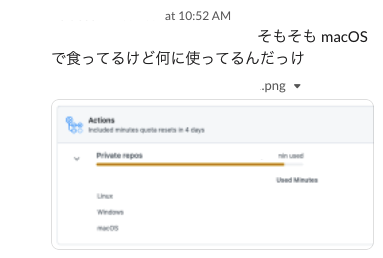 at 10:52 AM
そもそも macOS
で食ってるけど何に使ってるんだっけ
.png
Actions
Included minutes quota resets in 4 days
Private repos
min used
Used Minutes
Linux
Windows
macOS